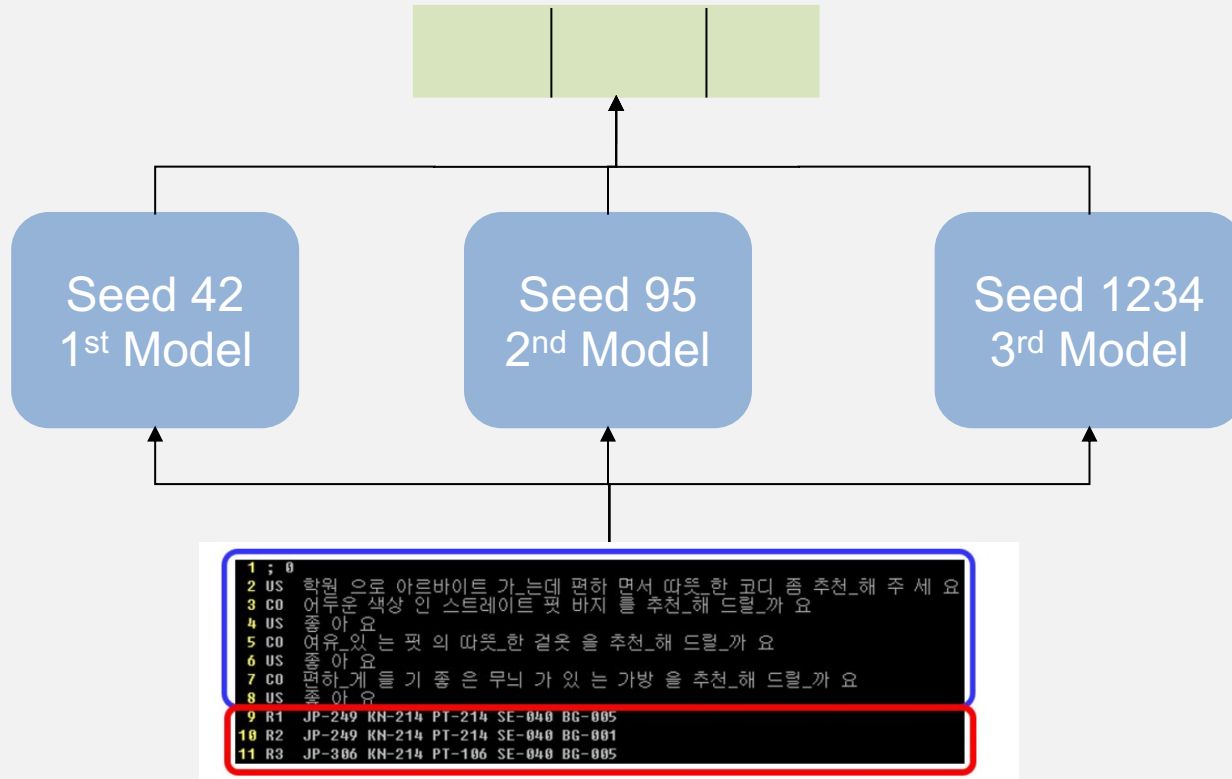 Seed 42
1st Model
Seed 95
2nd Model
Seed 1234
3rd Model
1 ; 0
2 US 학원 으로 아르바이트 가_는데 편하 면서 따뜻_한 코디 좀 추천_해 주 세 요
3 CO 어두운 색상 인 스트레이트 핏 바지 를 추천_해 드릴_까 요
4 US 좋 아 요
5 CO 여유_있 는 핏 의 따뜻_한 겉옷 을 추천_해 드릴_까 요
6 US 좋 아 요
7 CO 편하_게 들 기 좋 은 무늬 가 있 는 가방 을 추천_해 드릴_까 요
8 US 좋 아 요
9 R1 JP-249 KN-214 PT-214 SE-040 BG-005
10 R2 JP-249 KN-214 PT-214 SE-040 BG-001
11 R3 JP-306 KN-214 PT-106 SE-040 BG-005